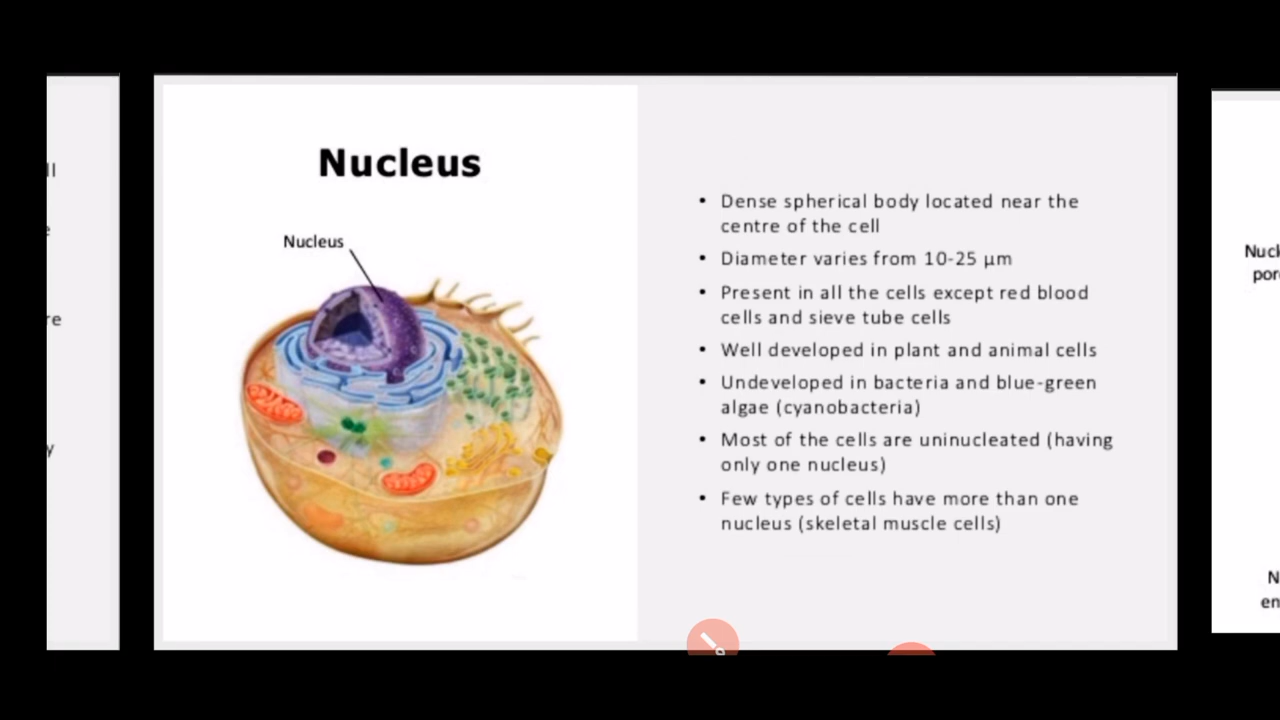 Nucleus
Nucleus
• Dense spherical body located near the
centre of the cell
• Diameter varies from 10-25 µm
• Present in all the cells except red blood
cells and sieve tube cells
• Well developed in plant and animal cells
• Undeveloped in bacteria and blue-green
algae (cyanobacteria)
• Most of the cells are uninucleated (having
only one nucleus)
• Few types of cells have more than one
nucleus (skeletal muscle cells)